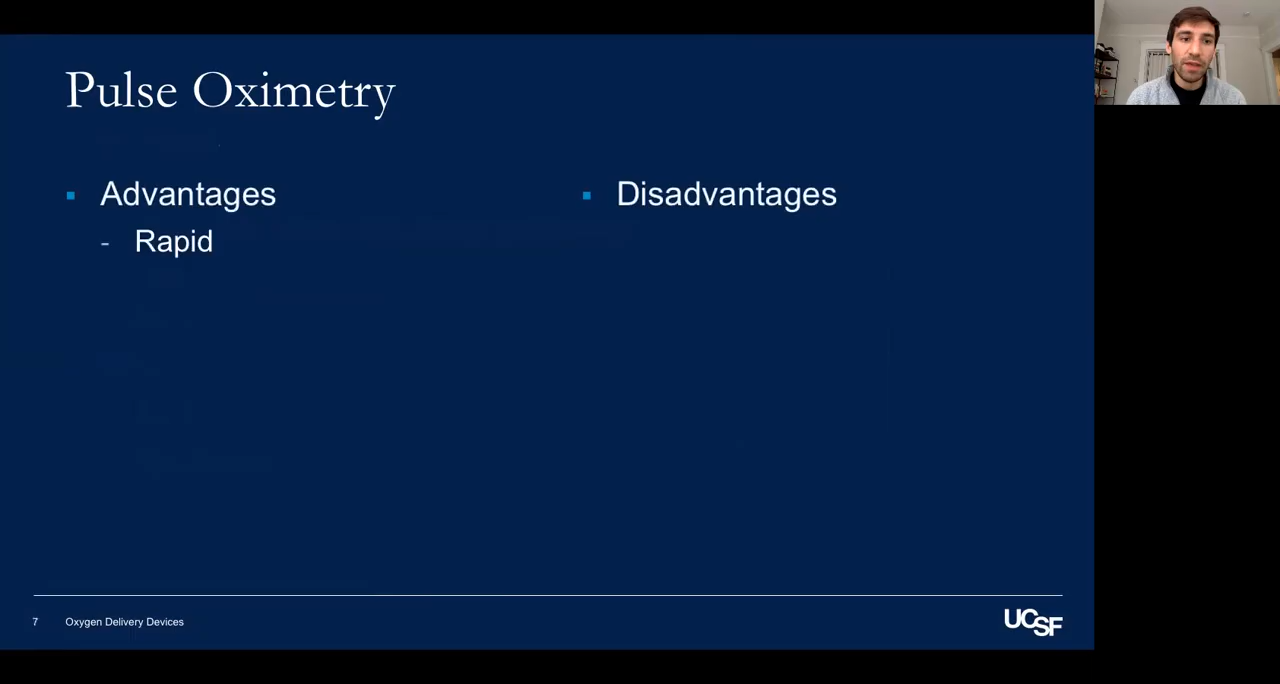 Pulse Oximetry
▪ Advantages
- Rapid
▪ Disadvantages
7 Oxygen Delivery Devices
UCSF